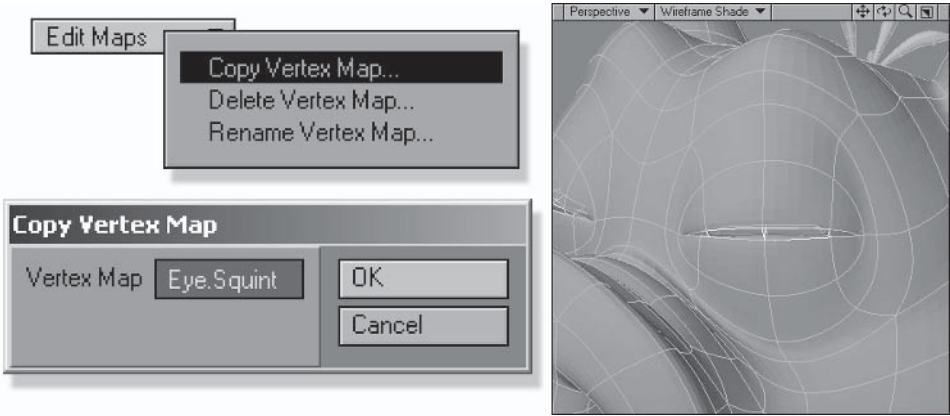 Edit Maps
Copy Vertex Map...
Delete Vertex Map...
Rename Vertex Map...
Copy Vertex Map
Vertex Map Eye.Squint
OK
Cancel
Perspective Wireframe Shade